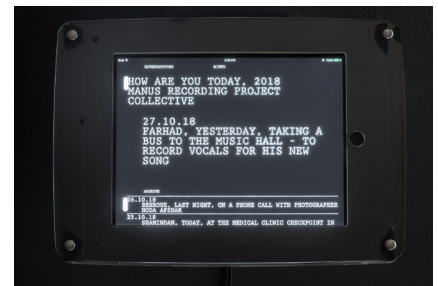 EAVESDROPPING
INFO
HOW ARE YOU TODAY, 2018
MANUS RECORDING PROJECT
COLLECTIVE
27.10.18
FARHAD, YESTERDAY, TAKING A
BUS TO THE MUSIC HALL - TO
RECORD VOCALS FOR HIS NEW
SONG
ARCHIVE
26.10.18
BEHROUZ, LAST NIGHT, ON A PHONE CALL WITH PHOTOGRAPHER
HODA AFSHAR
25.10.18
SHAMINDAN, TODAY, AT THE MEDICAL CLINIC CHECKPOINT IN